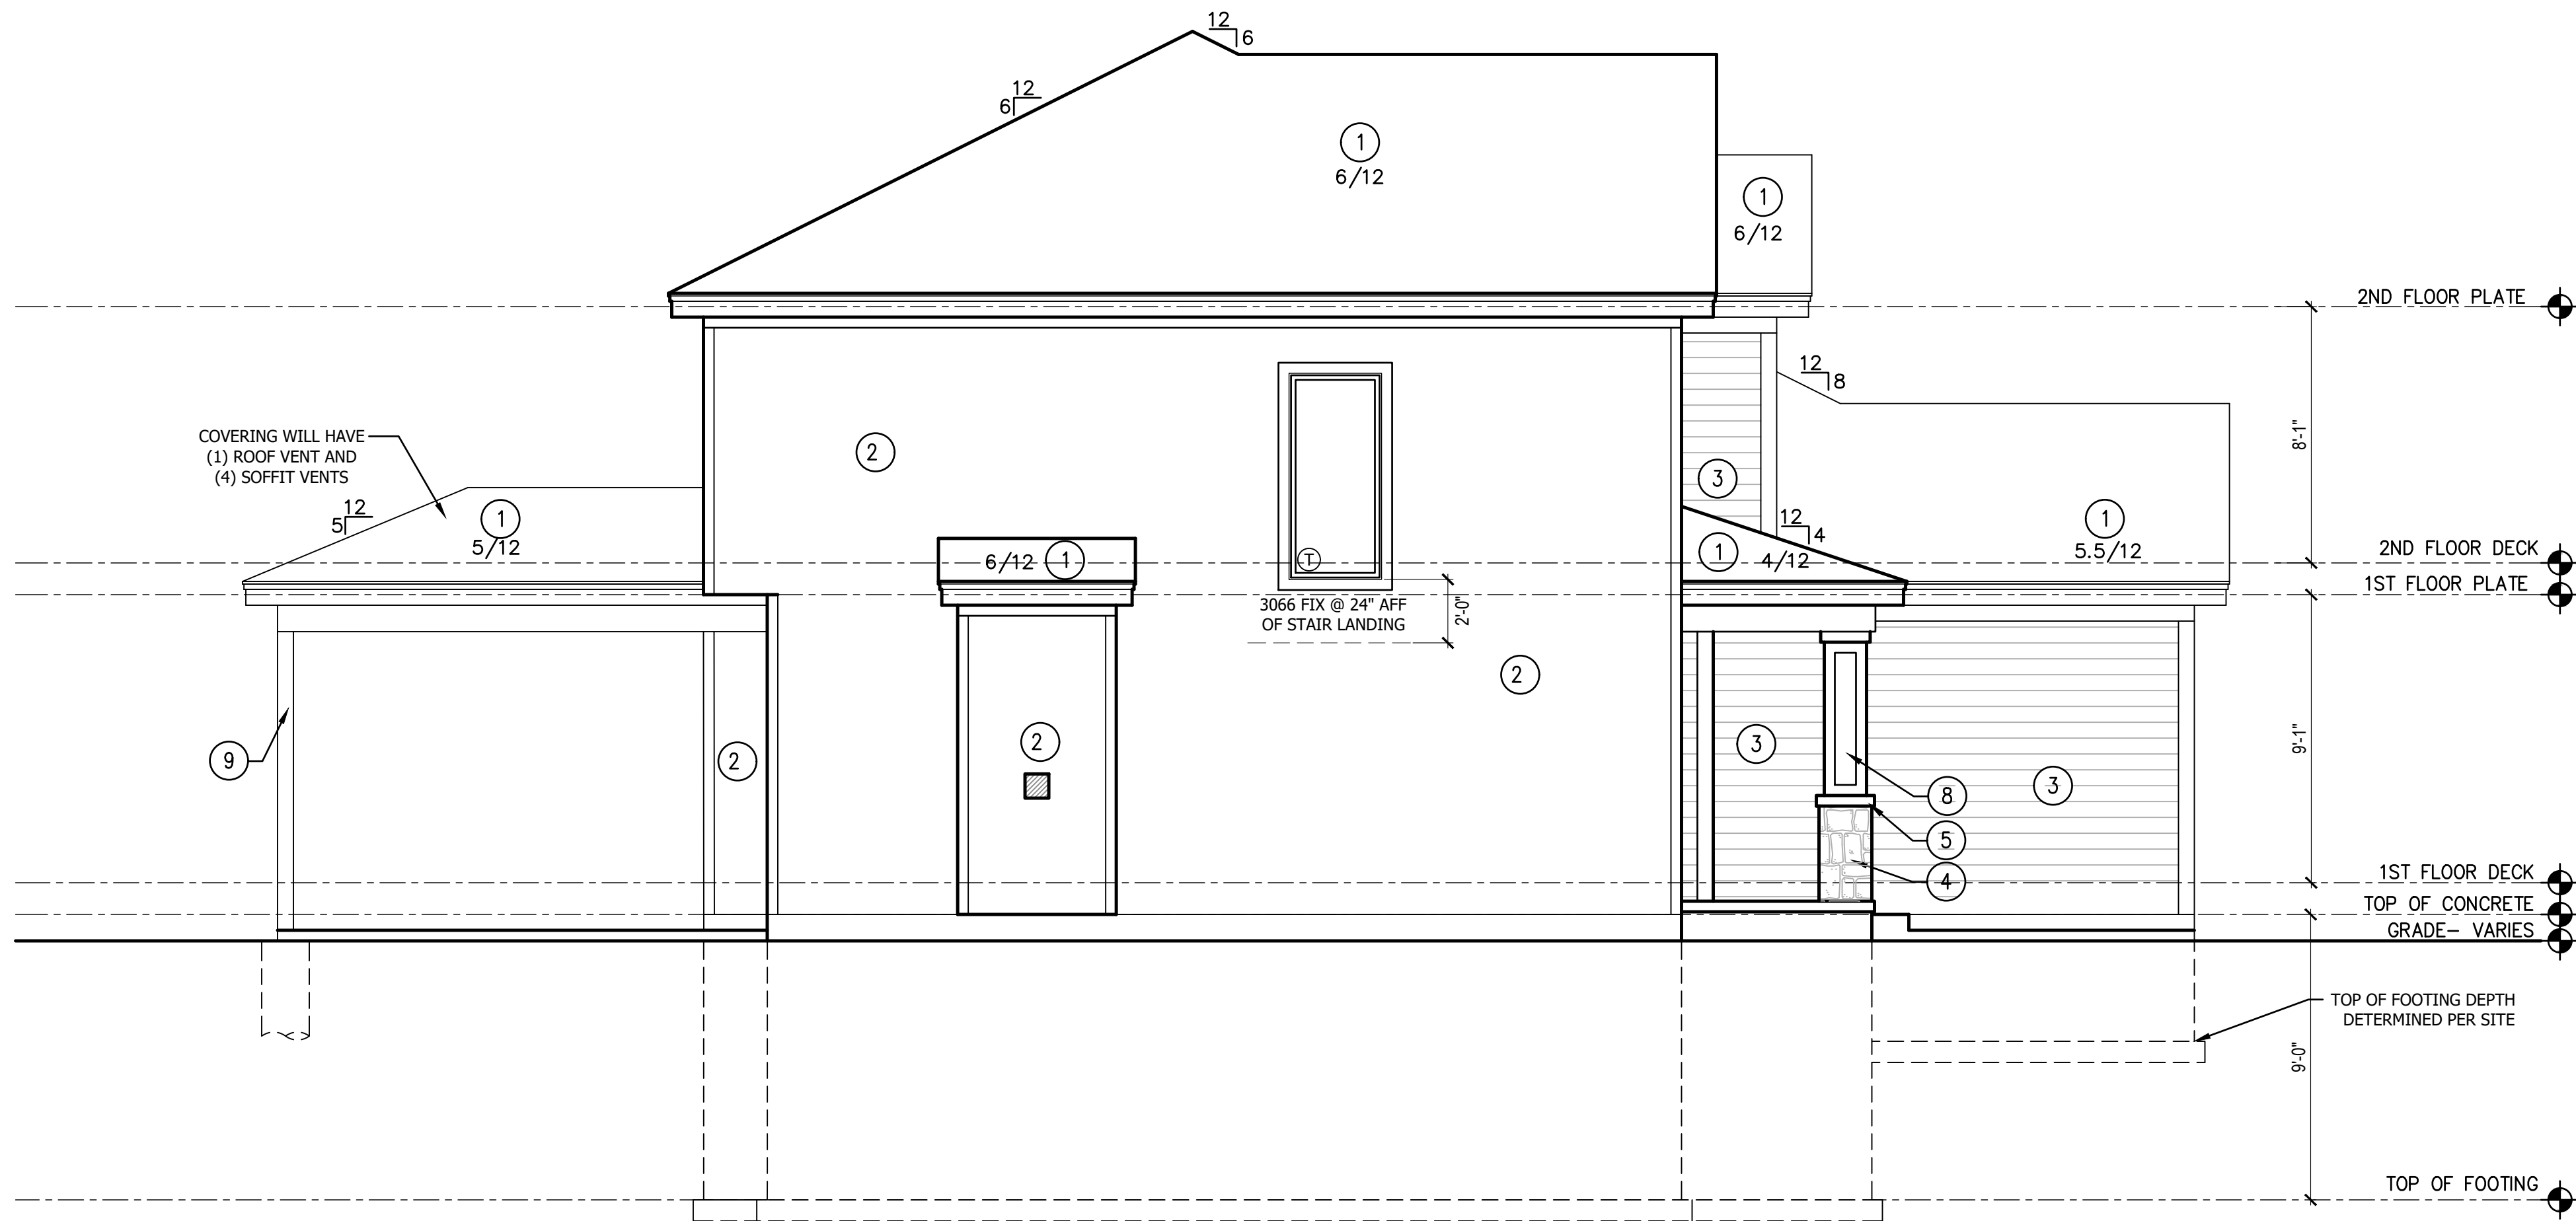 12
6
12
6
1
6/12
1
6/12
2ND FLOOR PLATE
12
8
8'-1"
COVERING WILL HAVE
(1) ROOF VENT AND
(4) SOFFIT VENTS
2
3
12
5
1
5/12
12
4
1
4/12
1
5.5/12
6/12 1
T
2ND FLOOR DECK
1ST FLOOR PLATE
3066 FIX @ 24" AFF
OF STAIR LANDING
2'-0"
2
9
2
2
3
3
8
5
4
9'-1"
1ST FLOOR DECK
TOP OF CONCRETE
GRADE- VARIES
TOP OF FOOTING DEPTH
DETERMINED PER SITE
9'-0"
TOP OF FOOTING